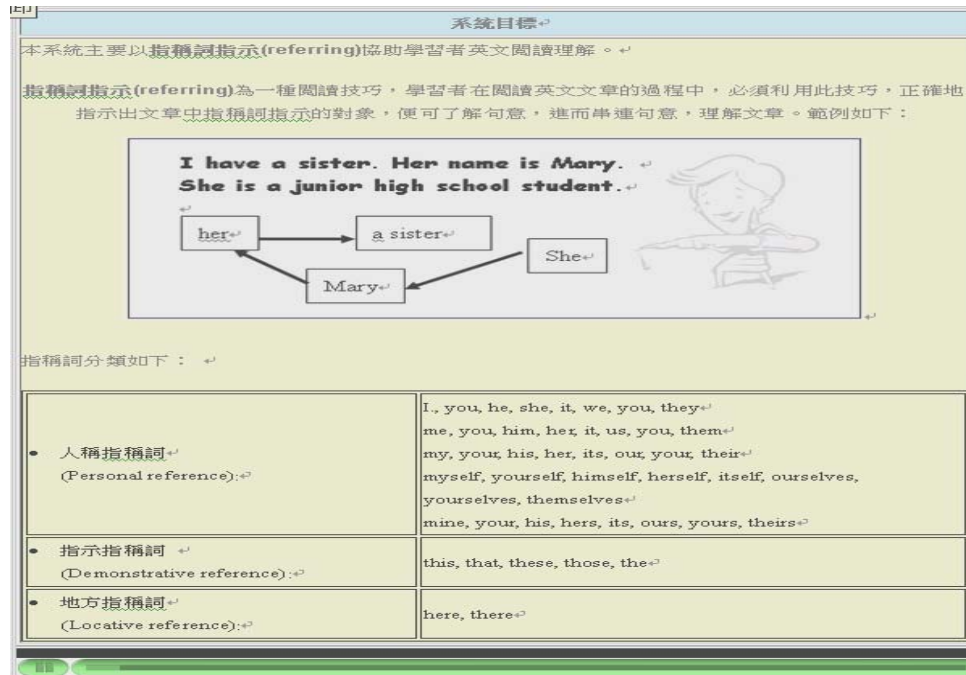 印
系統目標
本系統主要以指稱詞指示(referring)協助學習者英文閱讀理解。
指稱詞指示(referring)為一種閱讀技巧，學習者在閱讀英文文章的過程中，必須利用此技巧，正確地
指示出文章中指稱詞指示的對象，便可了解句意，進而串連句意，理解文章。範例如下：
I have a sister. Her name is Mary.
She is a junior high school student.
her
a sister
She
Mary
指稱詞分類如下：
• 人稱指稱詞
(Personal reference):
I., you, he, she, it, we, you, they
me, you, him, her, it, us, you, them
my, your, his, her, its, our, your, their
myself, yourself, himself, herself, itself, ourselves,
yourselves, themselves
mine, your, his, hers, its, ours, yours, theirs
• 指示指稱詞
(Demonstrative reference):
this, that, these, those, the
• 地方指稱詞
(Locative reference):
here, there